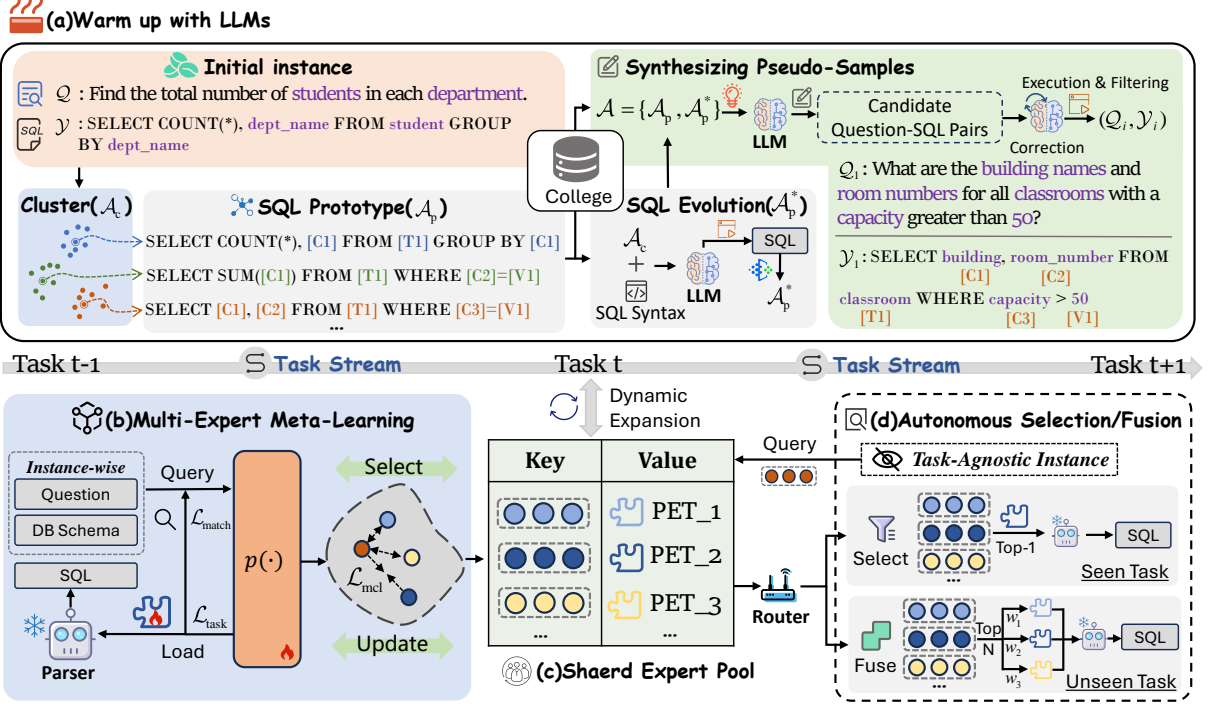 (a)Warm up with LLMs
Initial instance
𝒬 : Find the total number of students in each department.
SQL
𝒴 : SELECT COUNT(*), dept_name FROM student GROUP
BY dept_name
Cluster(𝒜c)
SQL Prototype(𝒜p)
SELECT COUNT(*), [C1] FROM [T1] GROUP BY [C1]
SELECT SUM([C1]) FROM [T1] WHERE [C2]=[V1]
SELECT [C1], [C2] FROM [T1] WHERE [C3]=[V1]
...
College
Synthesizing Pseudo-Samples
𝒜 = {𝒜p , 𝒜p*}
LLM
Candidate
Question-SQL Pairs
Execution & Filtering
Correction
(𝒬i, 𝒴i)
SQL Evolution(𝒜p*)
𝒜c
+
SQL Syntax
LLM
SQL
𝒜p*
𝒬1 : What are the building names and
room numbers for all classrooms with a
capacity greater than 50?
𝒴1 : SELECT building, room_number FROM
[C1] [C2]
classroom WHERE capacity > 50
[T1] [C3] [V1]
Task t-1
Task Stream
Task t
Task Stream
Task t+1
(b)Multi-Expert Meta-Learning
Instance-wise
Question
DB Schema
SQL
Parser
Query
ℒmatch
ℒtask
Load
p(·)
Select
ℒmcl
Update
Dynamic
Expansion
Key Value
PET_1
PET_2
PET_3
... ...
(c)Shaerd Expert Pool
Query
Router
(d)Autonomous Selection/Fusion
Task-Agnostic Instance
Select
...
Top-1
SQL
Seen Task
Fuse
...
Top
N
w1
w2
w3
SQL
Unseen Task